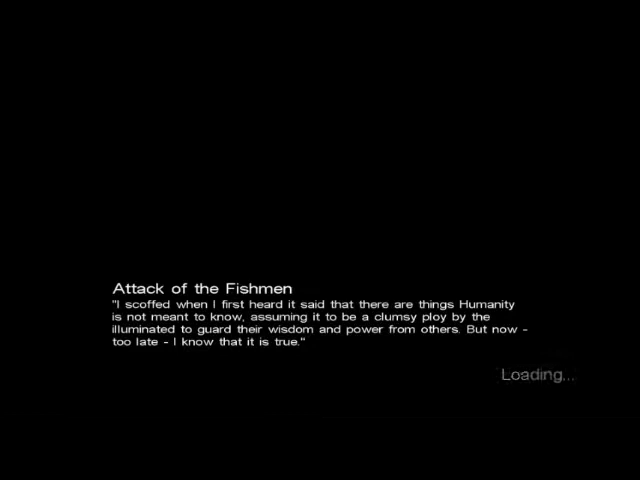 Attack of the Fishmen
"I scoffed when I first heard it said that there are things Humanity
is not meant to know, assuming it to be a clumsy ploy by the
illuminated to guard their wisdom and power from others. But now -
too late - I know that it is true."
Loading...